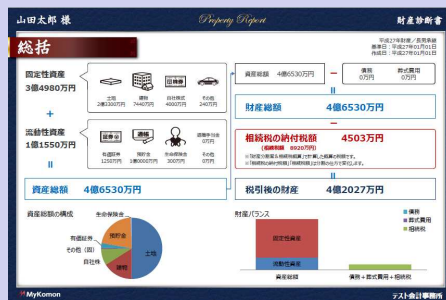 山田太郎 様
Property Report
財産診断書
総括
平成27年財産/長男系統
基準日:平成27年01月01日
作成日:平成27年01月01日
固定性資産
3億4980万円
土地
2億3300万円
建物
7440万円
自社株式
4000万円
その他
240万円
+
流動性資産
1億1550万円
有価証券
1250万円
預貯金
1億0000万円
生命保険金
300万円
退職手当金
0万円
その他
0万円
資産総額 4億6530万円
資産総額 4億6530万円
債務
0万円
葬式費用
0万円
財産総額 4億6530万円
相続税の納付税額 4503万円
(相続税額 6920万円)
税引後の財産 4億2027万円
資産総額の構成
生命保険金
有価証券
その他(固)
自社株
預貯金
建物
土地
財産バランス
固定性資産
流動性資産
資産総額
債務+葬式費用+相続税
債務
葬式費用
相続税
MyKomon
テスト会計事務所